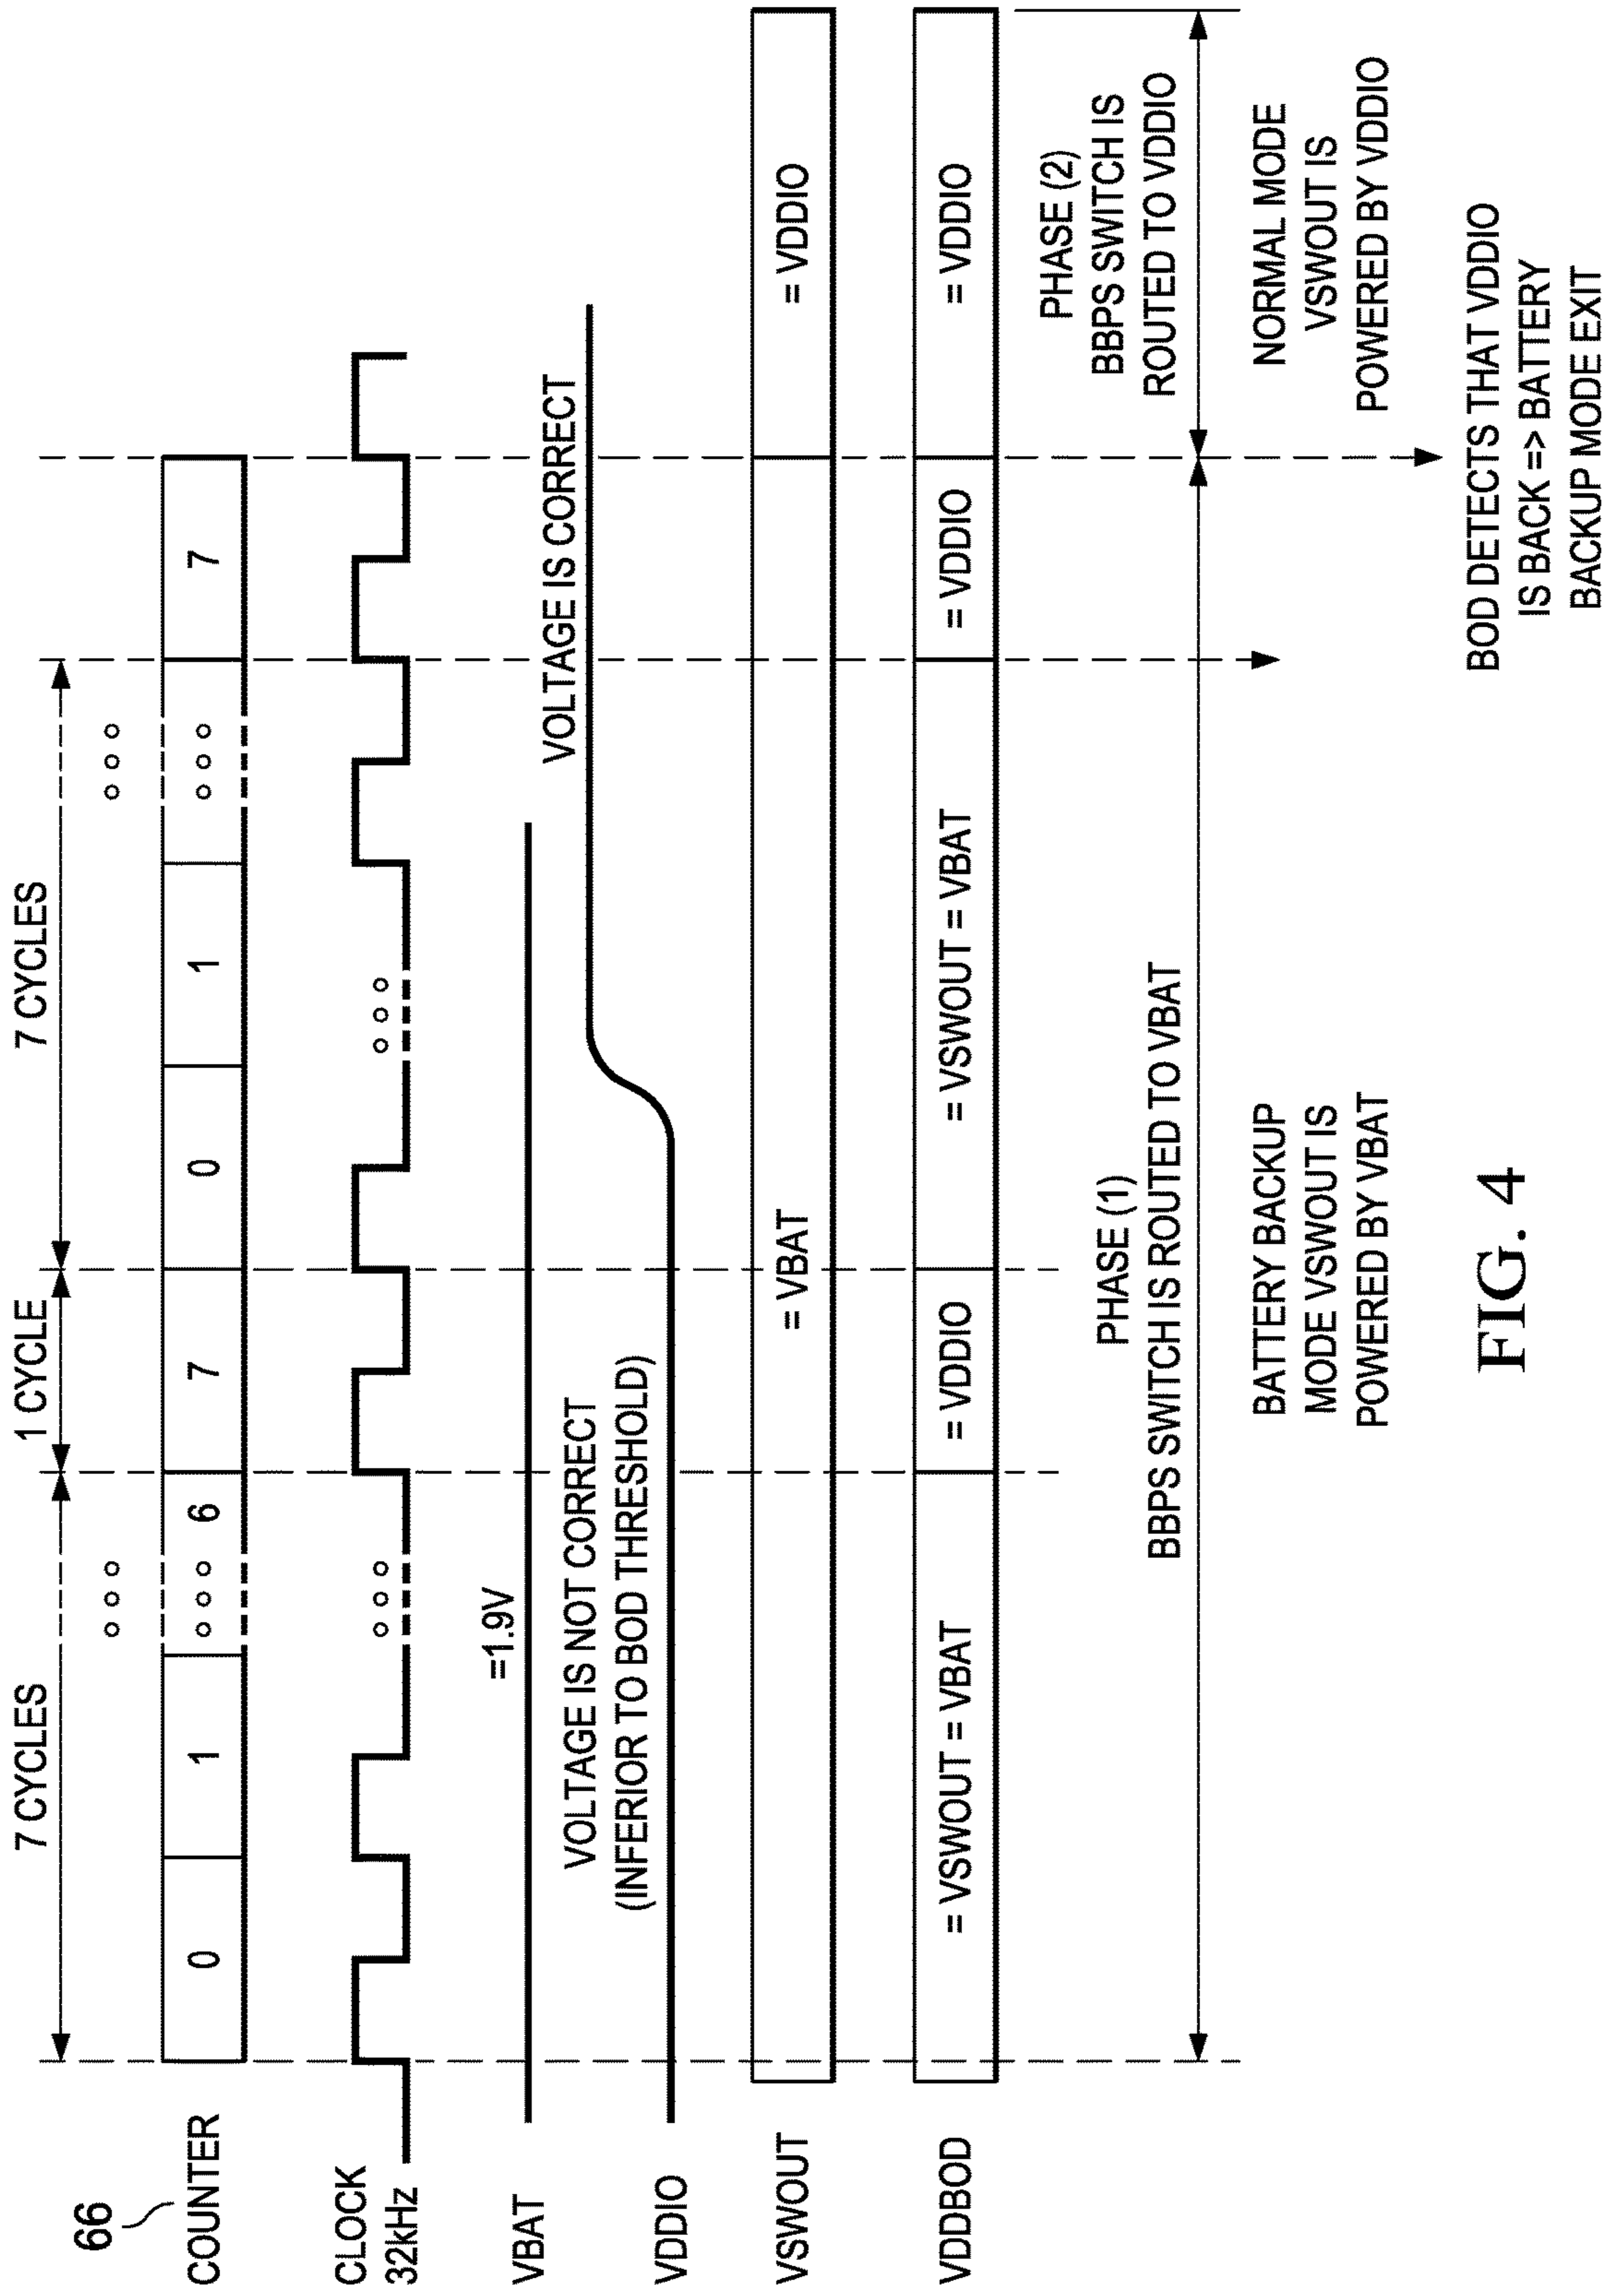 7 CYCLES
1 CYCLE
7 CYCLES
66
COUNTER
0
1
6
7
0
1
7
CLOCK
32kHz
VBAT
=1.9V
VDDIO
VOLTAGE IS NOT CORRECT
(INFERIOR TO BOD THRESHOLD)
VOLTAGE IS CORRECT
VSWOUT
= VBAT
= VDDIO
VDDBOD
= VSWOUT = VBAT
= VDDIO
= VSWOUT = VBAT
= VDDIO
= VDDIO
PHASE (1)
BBPS SWITCH IS ROUTED TO VBAT
PHASE (2)
BBPS SWITCH IS
ROUTED TO VDDIO
BATTERY BACKUP
MODE VSWOUT IS
POWERED BY VBAT
NORMAL MODE
VSWOUT IS
POWERED BY VDDIO
BOD DETECTS THAT VDDIO
IS BACK => BATTERY
BACKUP MODE EXIT
FIG. 4